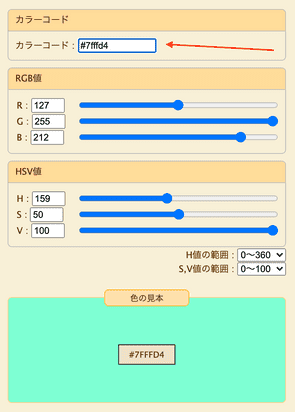 カラーコード
カラーコード：#7fffd4
RGB値
R：127
G：255
B：212
HSV値
H：159
S：50
V：100
H値の範囲：0〜360
S,V値の範囲：0〜100
色の見本
#7FFFD4